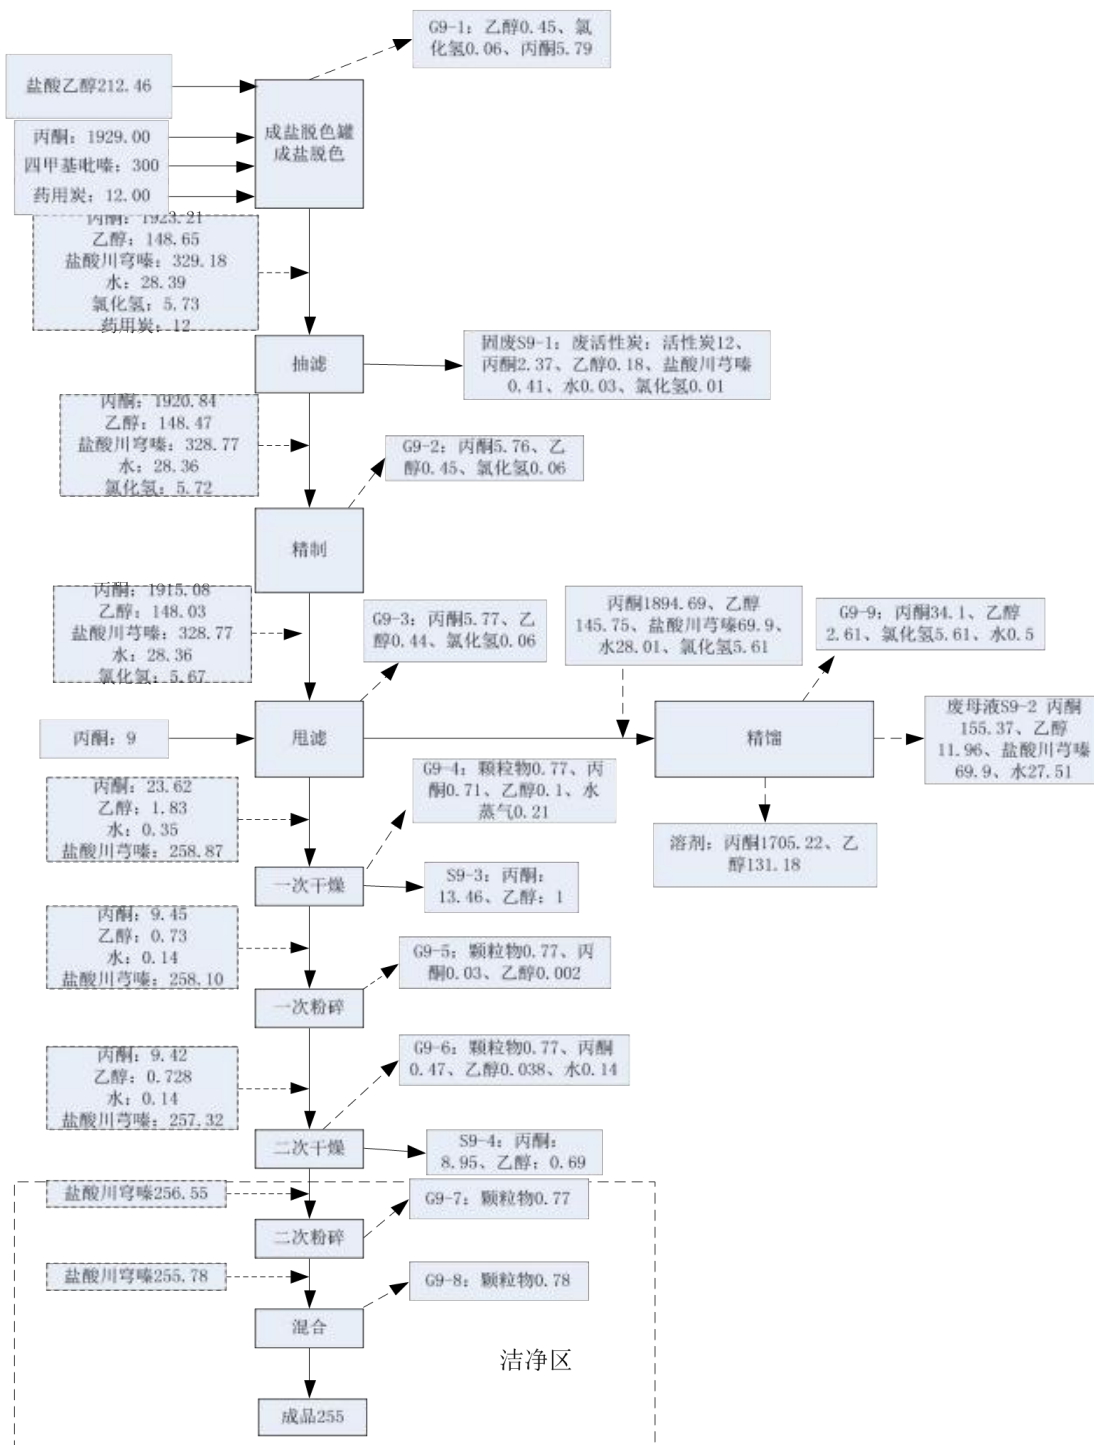 G9-1：乙醇0.45、氯
化氢0.06、丙酮5.79
盐酸乙醇212.46
成盐脱色罐
成盐脱色
丙酮：1929.00
四甲基吡嗪：300
药用炭：12.00
丙酮：1923.21
乙醇：148.65
盐酸川穹嗪：329.18
水：28.39
氯化氢：5.73
药用炭：12
抽滤
固废S9-1：废活性炭：活性炭12、
丙酮2.37、乙醇0.18、盐酸川芎嗪
0.41、水0.03、氯化氢0.01
丙酮：1920.84
乙醇：148.47
盐酸川穹嗪：328.77
水：28.36
氯化氢：5.72
G9-2：丙酮5.76、乙
醇0.45、氯化氢0.06
精制
丙酮：1915.08
乙醇：148.03
盐酸川芎嗪：328.77
水：28.36
氯化氢：5.67
G9-3：丙酮5.77、乙
醇0.44、氯化氢0.06
丙酮1894.69、乙醇
145.75、盐酸川芎嗪69.9、
水28.01、氯化氢5.61
G9-9：丙酮34.1、乙醇
2.61、氯化氢5.61、水0.5
丙酮：9
甩滤
精馏
废母液S9-2 丙酮
155.37、乙醇
11.96、盐酸川芎嗪
69.9、水27.51
丙酮：23.62
乙醇：1.83
水：0.35
盐酸川芎嗪：258.87
G9-4：颗粒物0.77、丙
酮0.71、乙醇0.1、水
蒸气0.21
溶剂：丙酮1705.22、乙
醇131.18
一次干燥
S9-3：丙酮：
13.46、乙醇：1
丙酮：9.45
乙醇：0.73
水：0.14
盐酸川芎嗪：258.10
G9-5：颗粒物0.77、丙
酮0.03、乙醇0.002
一次粉碎
丙酮：9.42
乙醇：0.728
水：0.14
盐酸川芎嗪：257.32
G9-6：颗粒物0.77、丙酮
0.47、乙醇0.038、水0.14
二次干燥
S9-4：丙酮：
8.95、乙醇：0.69
盐酸川穹嗪256.55
G9-7：颗粒物0.77
二次粉碎
盐酸川穹嗪255.78
G9-8：颗粒物0.78
混合
洁净区
成品255